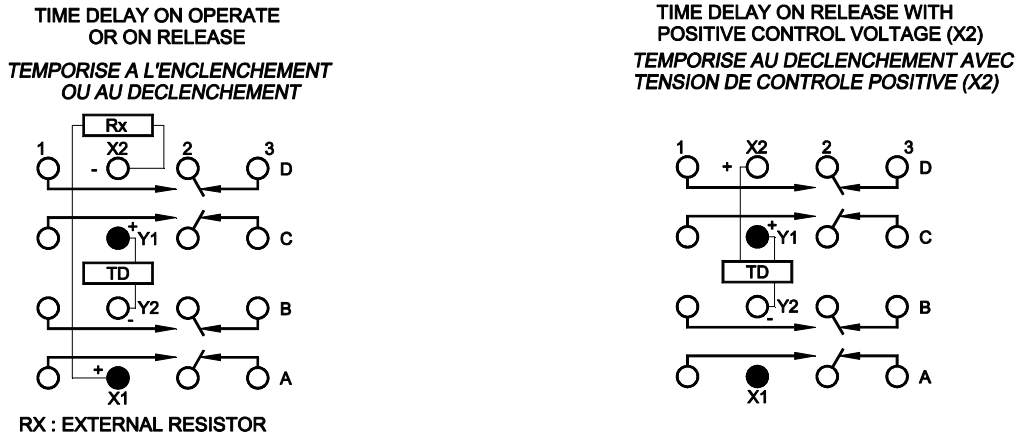 TIME DELAY ON OPERATE
OR ON RELEASE
TEMPORISE A L'ENCLENCHEMENT
OU AU DECLENCHEMENT
Rx
1 X2 2 3
- D
+ Y1 C
TD
Y2 B
-
+ A
X1
RX : EXTERNAL RESISTOR
TIME DELAY ON RELEASE WITH
POSITIVE CONTROL VOLTAGE (X2)
TEMPORISE AU DECLENCHEMENT AVEC
TENSION DE CONTROLE POSITIVE (X2)
1 X2 2 3
+ D
+ Y1 C
TD
Y2 B
-
A
X1